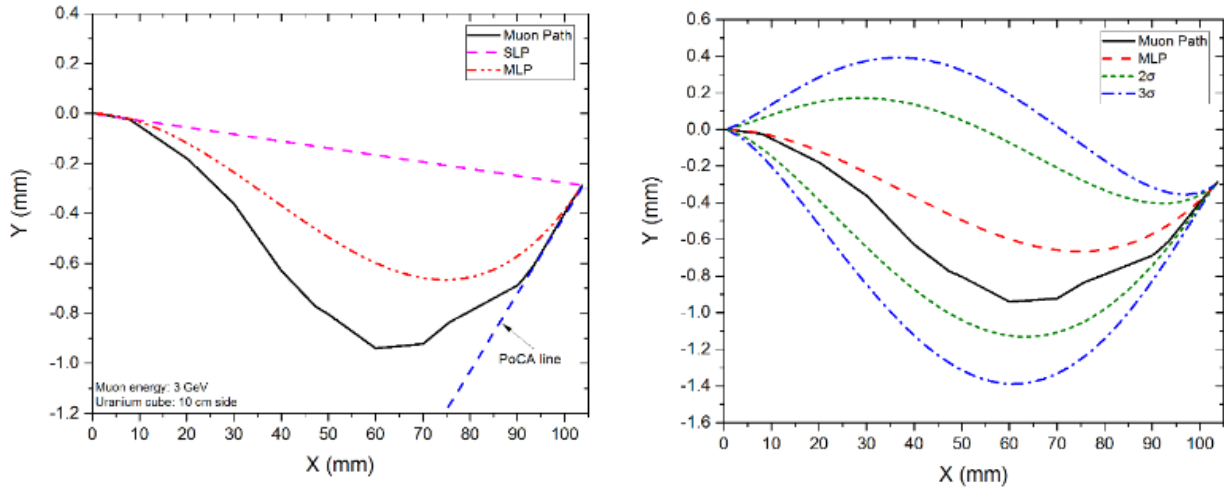 0.4
0.2
0.0
-0.2
-0.4
-0.6
-0.8
-1.0
-1.2
Y (mm)
0 10 20 30 40 50 60 70 80 90 100
X (mm)
Muon Path
SLP
MLP
PoCA line
Muon energy: 3 GeV
Uranium cube: 10 cm side
0.6
0.4
0.2
0.0
-0.2
-0.4
-0.6
-0.8
-1.0
-1.2
-1.4
-1.6
Y (mm)
0 10 20 30 40 50 60 70 80 90 100
X (mm)
Muon Path
MLP
2σ
3σ